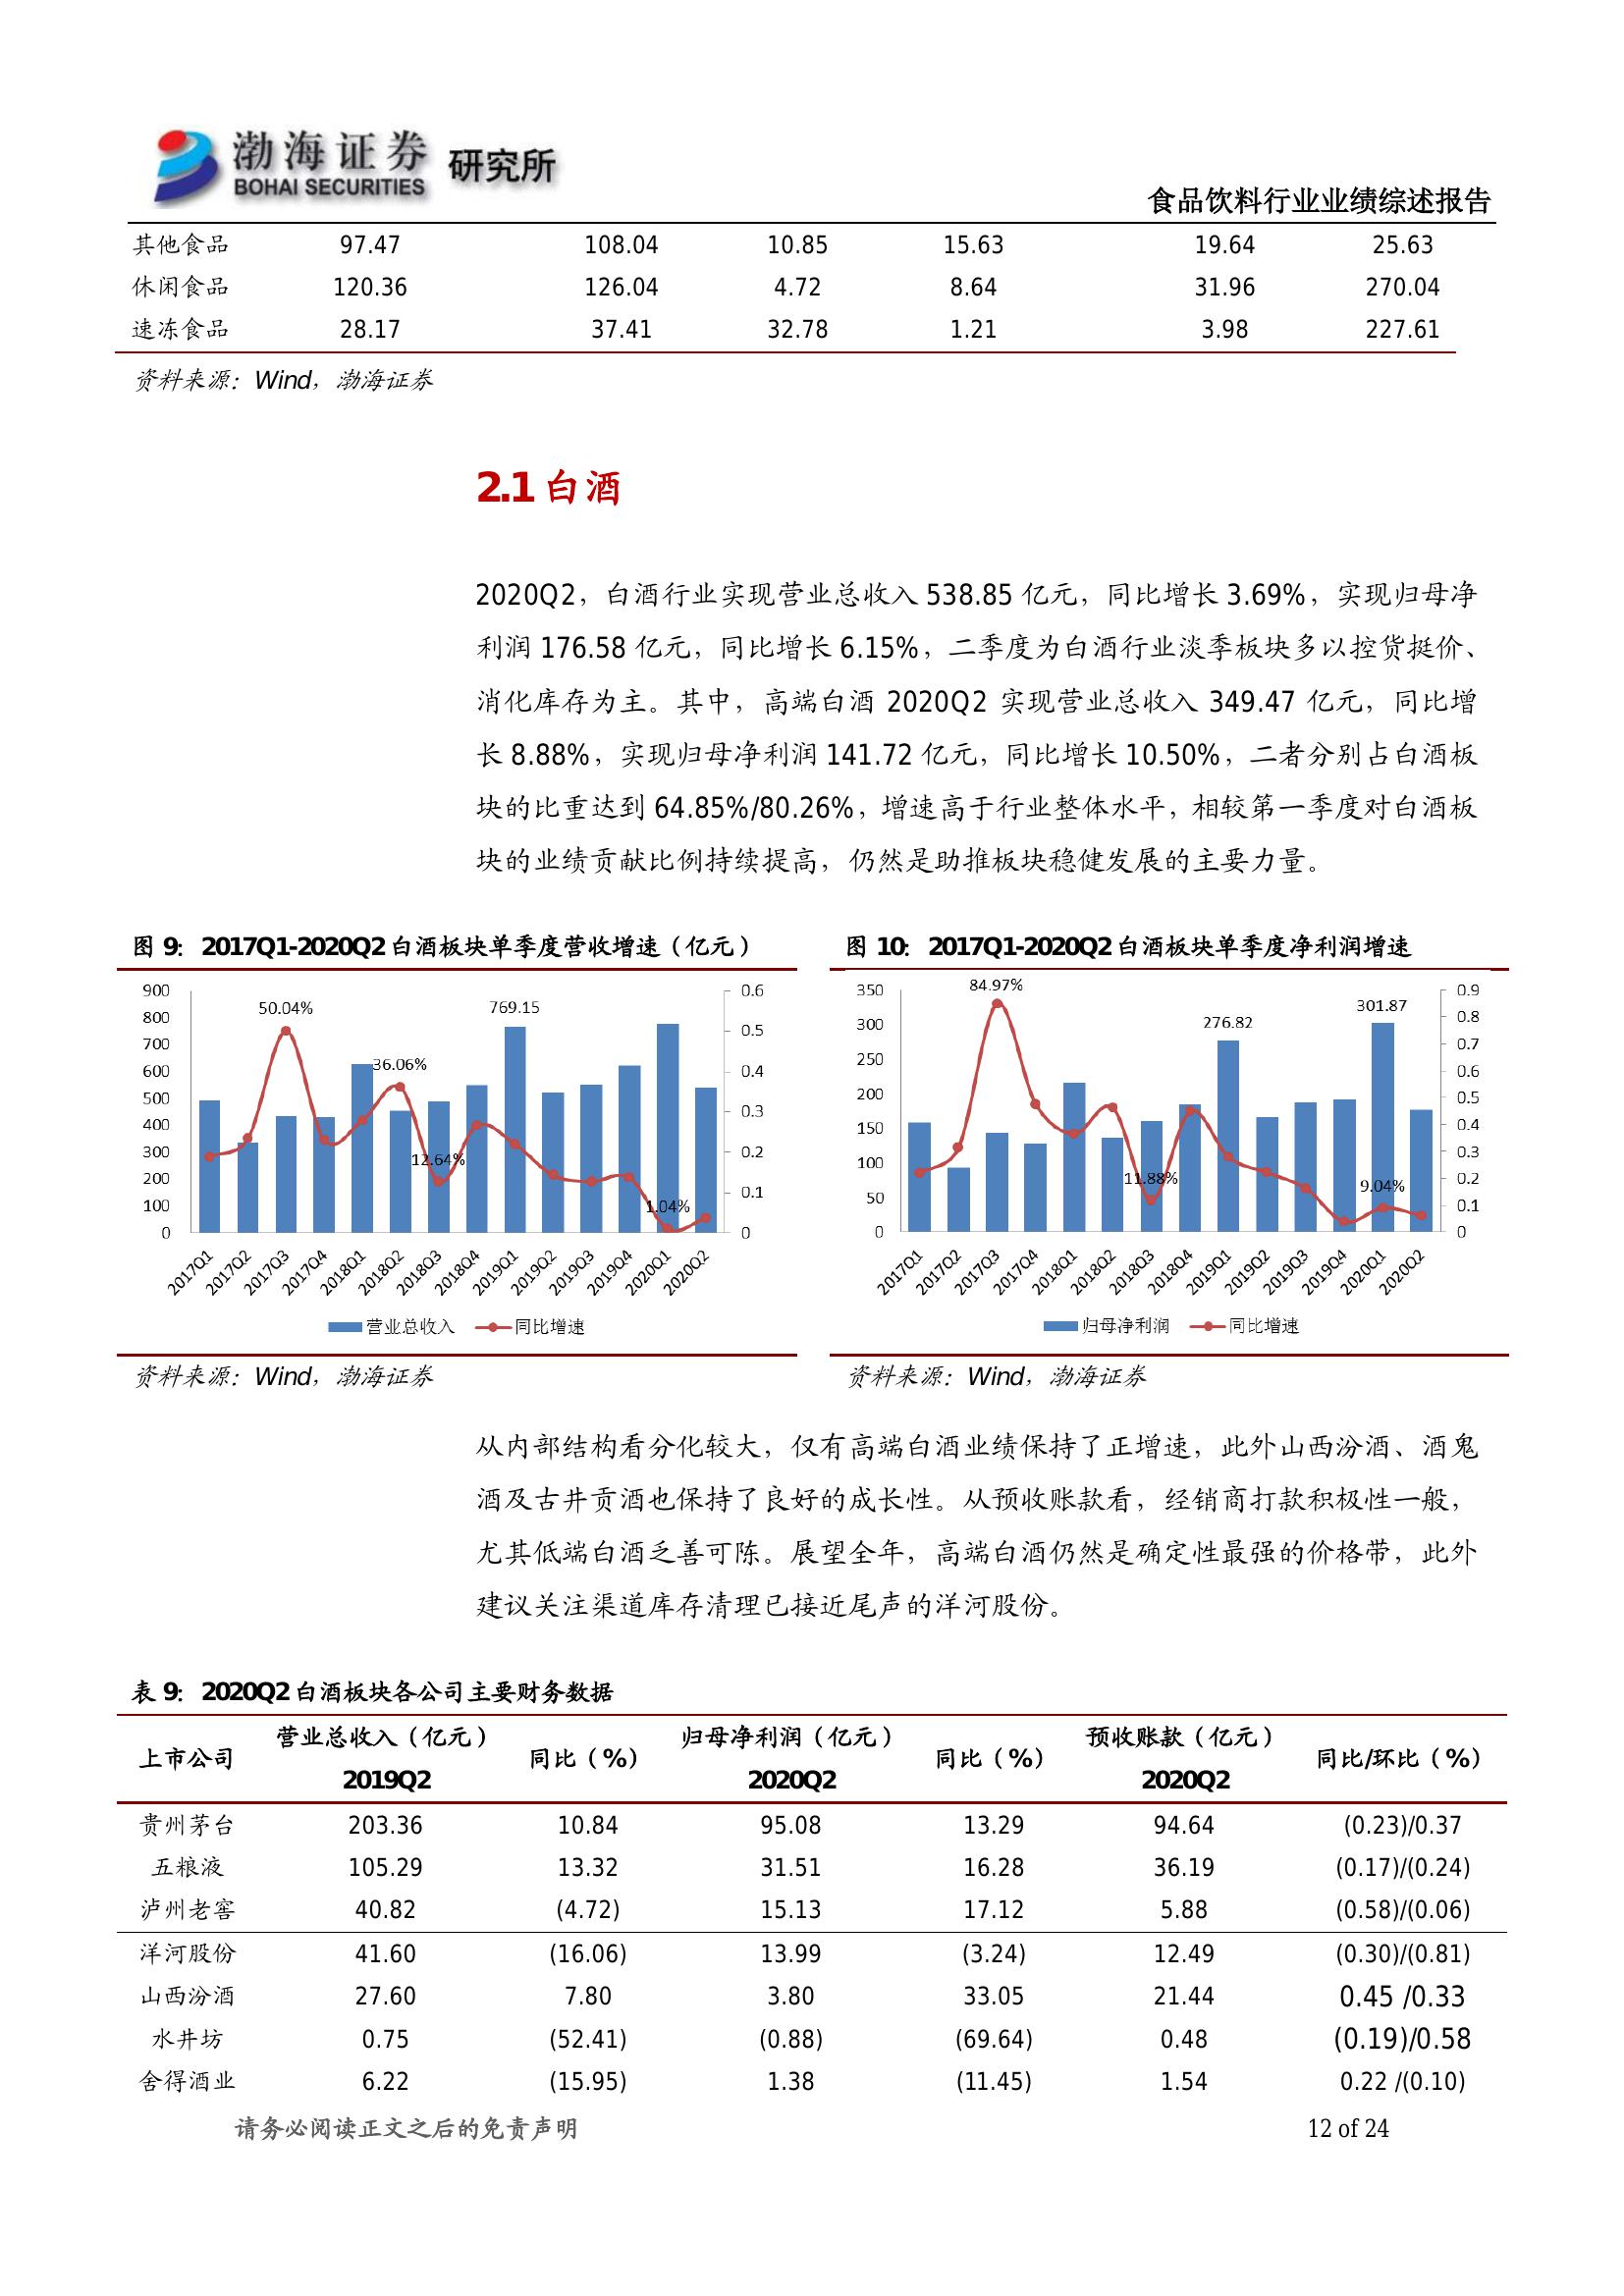 渤海证券 研究所
BOHAI SECURITIES
食品饮料行业业绩综述报告
其他食品 97.47 108.04 10.85 15.63 19.64 25.63
休闲食品 120.36 126.04 4.72 8.64 31.96 270.04
速冻食品 28.17 37.41 32.78 1.21 3.98 227.61
资料来源：Wind，渤海证券
2.1 白酒
2020Q2，白酒行业实现营业总收入 538.85 亿元，同比增长 3.69%，实现归母净
利润 176.58 亿元，同比增长 6.15%，二季度为白酒行业淡季板块多以控货挺价、
消化库存为主。其中，高端白酒 2020Q2 实现营业总收入 349.47 亿元，同比增
长 8.88%，实现归母净利润 141.72 亿元，同比增长 10.50%，二者分别占白酒板
块的比重达到 64.85%/80.26%，增速高于行业整体水平，相较第一季度对白酒板
块的业绩贡献比例持续提高，仍然是助推板块稳健发展的主要力量。
图 9：2017Q1-2020Q2 白酒板块单季度营收增速（亿元）
900
800
700
600
500
400
300
200
100
0
50.04%
36.06%
12.64%
769.15
1.04%
0.6
0.5
0.4
0.3
0.2
0.1
0
2017Q1 2017Q2 2017Q3 2017Q4 2018Q1 2018Q2 2018Q3 2018Q4 2019Q1 2019Q2 2019Q3 2019Q4 2020Q1 2020Q2
营业总收入 同比增速
资料来源：Wind，渤海证券
图 10：2017Q1-2020Q2 白酒板块单季度净利润增速
350
300
250
200
150
100
50
0
84.97%
11.88%
276.82
301.87
9.04%
0.9
0.8
0.7
0.6
0.5
0.4
0.3
0.2
0.1
0
2017Q1 2017Q2 2017Q3 2017Q4 2018Q1 2018Q2 2018Q3 2018Q4 2019Q1 2019Q2 2019Q3 2019Q4 2020Q1 2020Q2
归母净利润 同比增速
资料来源：Wind，渤海证券
从内部结构看分化较大，仅有高端白酒业绩保持了正增速，此外山西汾酒、酒鬼
酒及古井贡酒也保持了良好的成长性。从预收账款看，经销商打款积极性一般，
尤其低端白酒乏善可陈。展望全年，高端白酒仍然是确定性最强的价格带，此外
建议关注渠道库存清理已接近尾声的洋河股份。
表 9：2020Q2 白酒板块各公司主要财务数据
上市公司 营业总收入（亿元）2019Q2 同比（%） 归母净利润（亿元）2020Q2 同比（%） 预收账款（亿元）2020Q2 同比/环比（%）
贵州茅台 203.36 10.84 95.08 13.29 94.64 (0.23)/0.37
五粮液 105.29 13.32 31.51 16.28 36.19 (0.17)/(0.24)
泸州老窖 40.82 (4.72) 15.13 17.12 5.88 (0.58)/(0.06)
洋河股份 41.60 (16.06) 13.99 (3.24) 12.49 (0.30)/(0.81)
山西汾酒 27.60 7.80 3.80 33.05 21.44 0.45 /0.33
水井坊 0.75 (52.41) (0.88) (69.64) 0.48 (0.19)/0.58
舍得酒业 6.22 (15.95) 1.38 (11.45) 1.54 0.22 /(0.10)
请务必阅读正文之后的免责声明 12 of 24